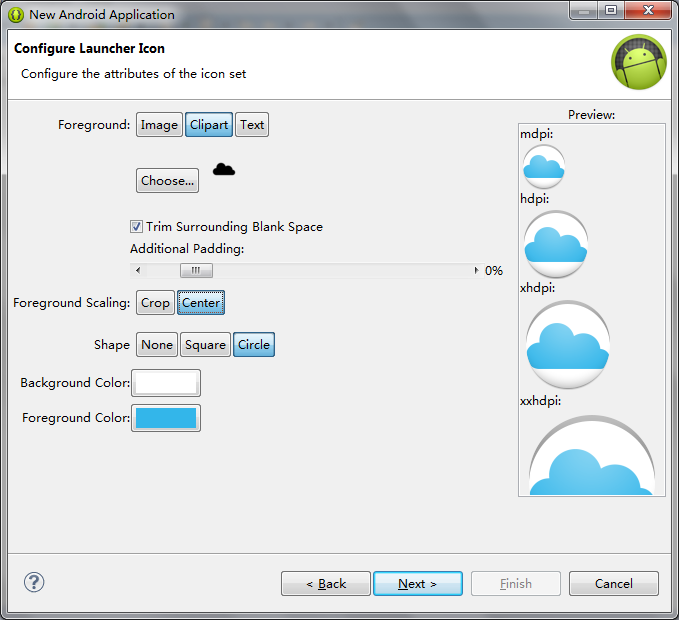 New Android Application
Configure Launcher Icon
Configure the attributes of the icon set
Foreground: Image Clipart Text
Choose...
Trim Surrounding Blank Space
Additional Padding:
0%
Foreground Scaling: Crop Center
Shape None Square Circle
Background Color:
Foreground Color:
Preview:
mdpi:
hdpi:
xhdpi:
xxhdpi:
?
< Back Next > Finish Cancel